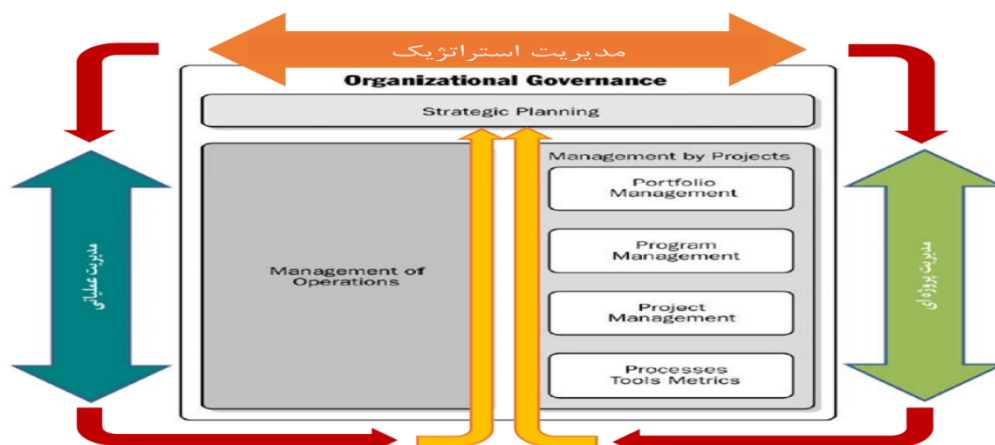 مدیریت استراتژیک
Organizational Governance
Strategic Planning
Management by Projects
Portfolio
Management
Program
Management
Management of
Operations
Project
Management
Processes
Tools Metrics
مدیریت عملیاتی
مدیریت پروژه ای